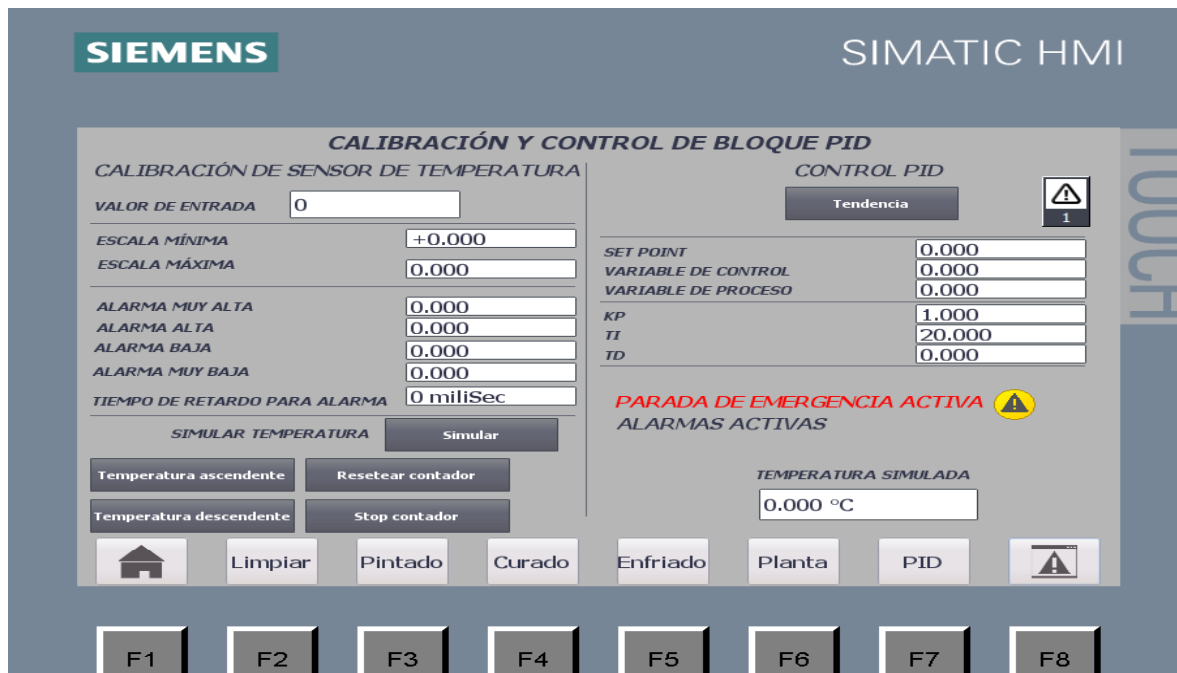 SIEMENS
SIMATIC HMI
TOUCH
CALIBRACIÓN Y CONTROL DE BLOQUE PID
CALIBRACIÓN DE SENSOR DE TEMPERATURA
VALOR DE ENTRADA 0
ESCALA MÍNIMA +0.000
ESCALA MÁXIMA 0.000
ALARMA MUY ALTA 0.000
ALARMA ALTA 0.000
ALARMA BAJA 0.000
ALARMA MUY BAJA 0.000
TIEMPO DE RETARDO PARA ALARMA 0 miliSec
SIMULAR TEMPERATURA Simular
Temperatura ascendente Resetear contador
Temperatura descendente Stop contador
CONTROL PID
Tendencia
1
SET POINT 0.000
VARIABLE DE CONTROL 0.000
VARIABLE DE PROCESO 0.000
KP 1.000
TI 20.000
TD 0.000
PARADA DE EMERGENCIA ACTIVA
ALARMAS ACTIVAS
TEMPERATURA SIMULADA
0.000 °C
Limpiar Pintado Curado Enfriado Planta PID
F1 F2 F3 F4 F5 F6 F7 F8